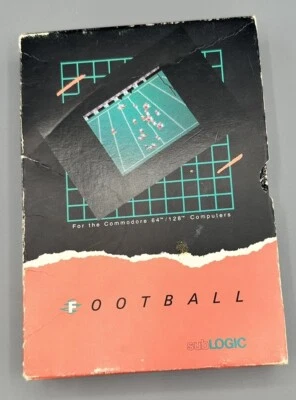 For the Commodore 64™/128™ Computers
FOOTBALL
subLOGIC